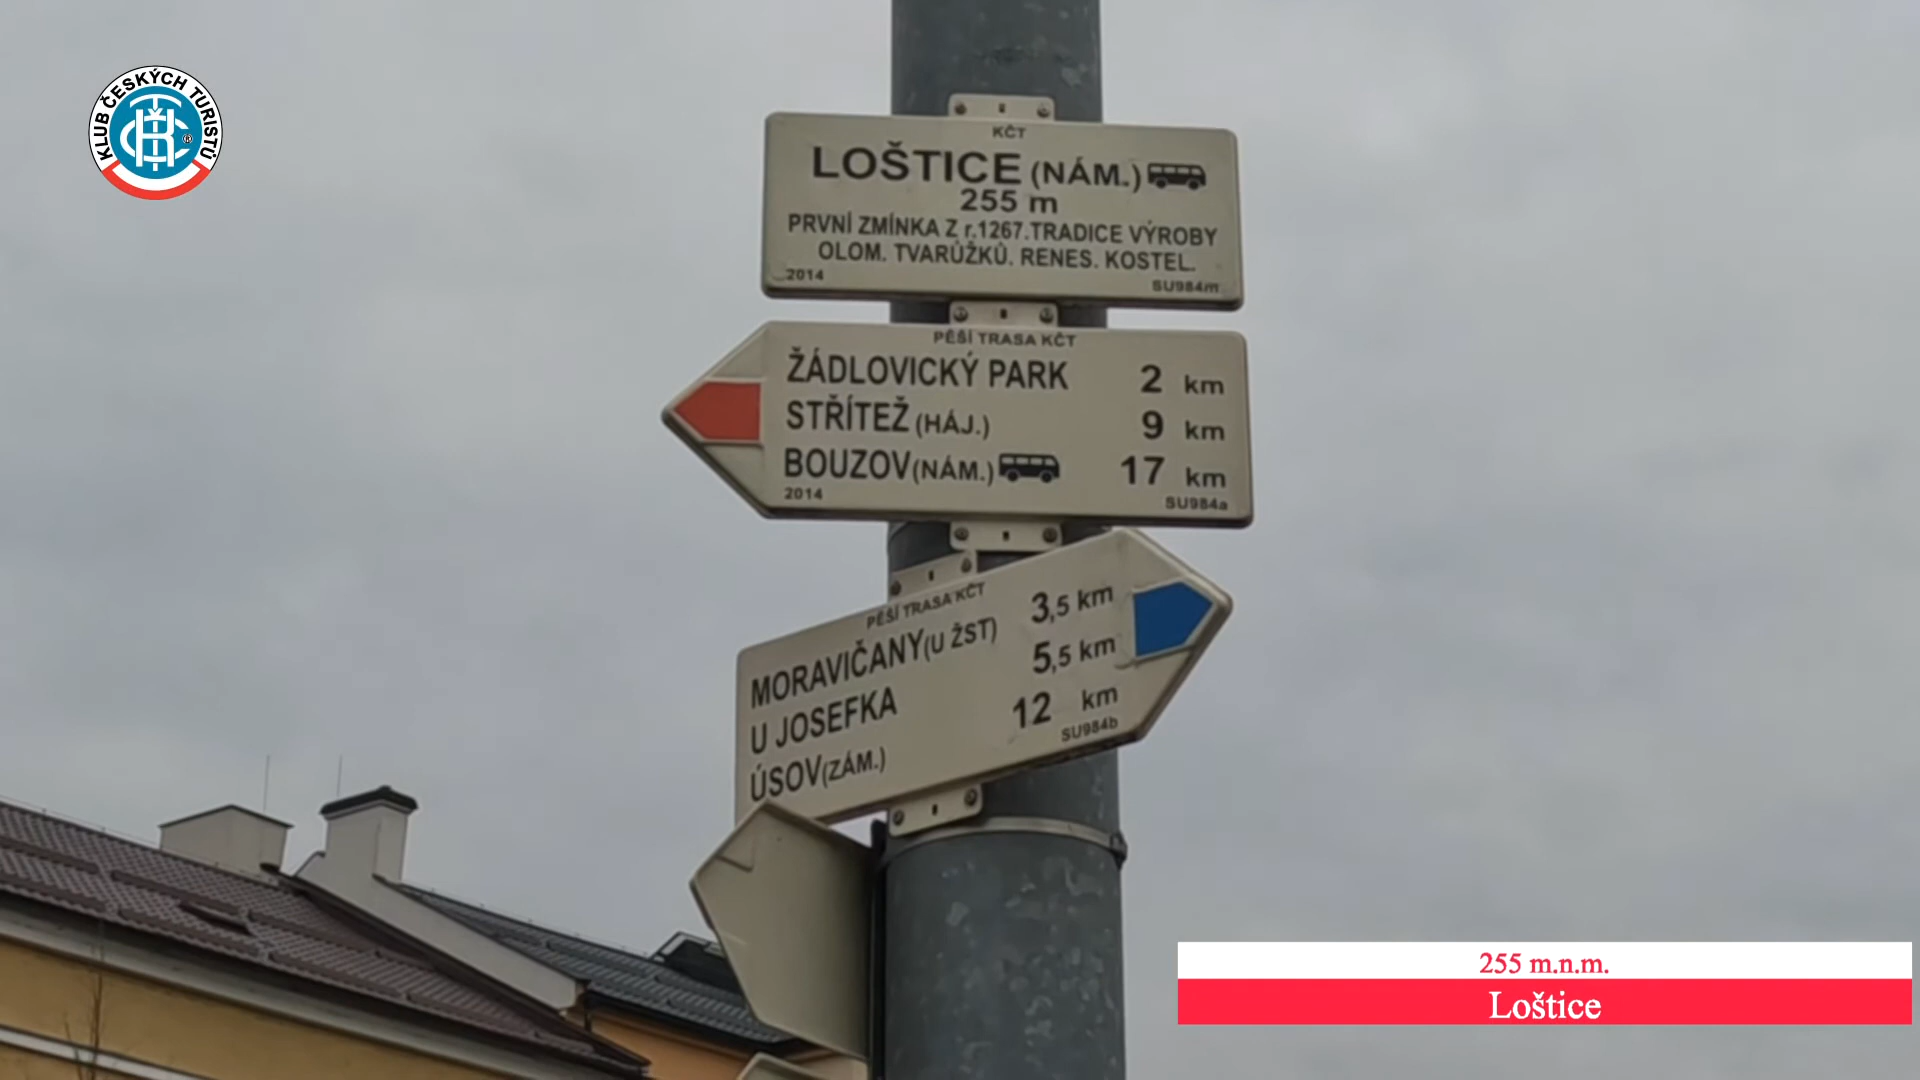 KLUB ČESKÝCH TURISTŮ
KČT
LOŠTICE (NÁM.)
255 m
PRVNÍ ZMÍNKA Z r.1267.TRADICE VÝROBY
OLOM. TVARŮŽKŮ. RENES. KOSTEL.
2014 SU984m
PĚŠÍ TRASA KČT
ŽÁDLOVICKÝ PARK 2 km
STŘÍTEŽ (HÁJ.) 9 km
BOUZOV (NÁM.) 17 km
2014 SU984a
PĚŠÍ TRASA KČT
MORAVIČANY (U ŽST) 3,5 km
U JOSEFKA 5,5 km
ÚSOV (ZÁM.) 12 km
SU984b
255 m.n.m.
Loštice